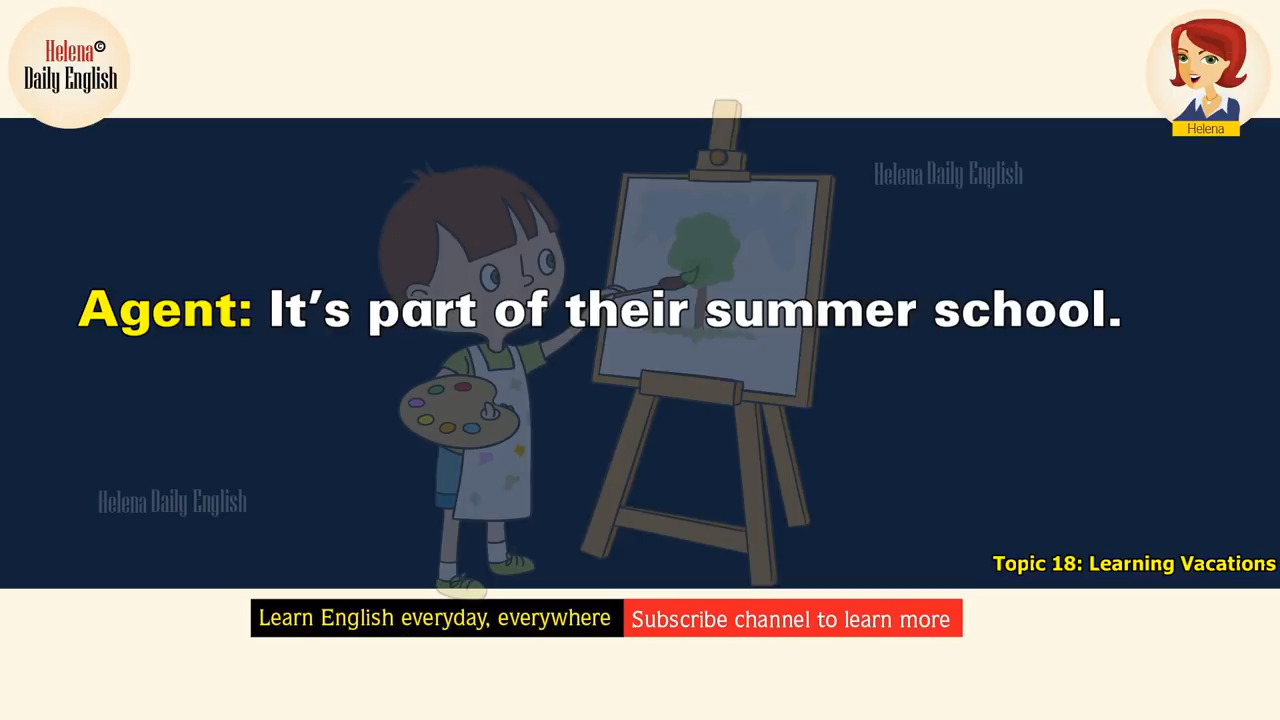 Helena©
Daily English
Helena
Helena Daily English
Agent: It's part of their summer school.
Helena Daily English
Topic 18: Learning Vacations
Learn English everyday, everywhere
Subscribe channel to learn more